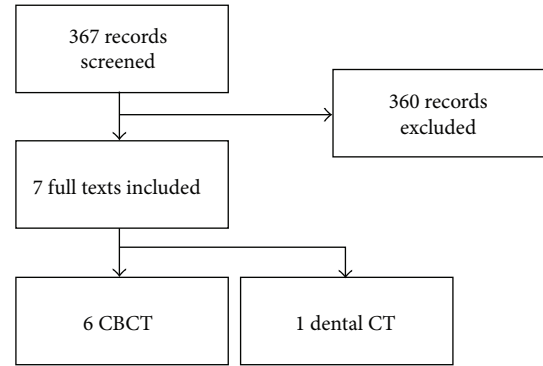 367 records
screened
360 records
excluded
7 full texts included
6 CBCT
1 dental CT